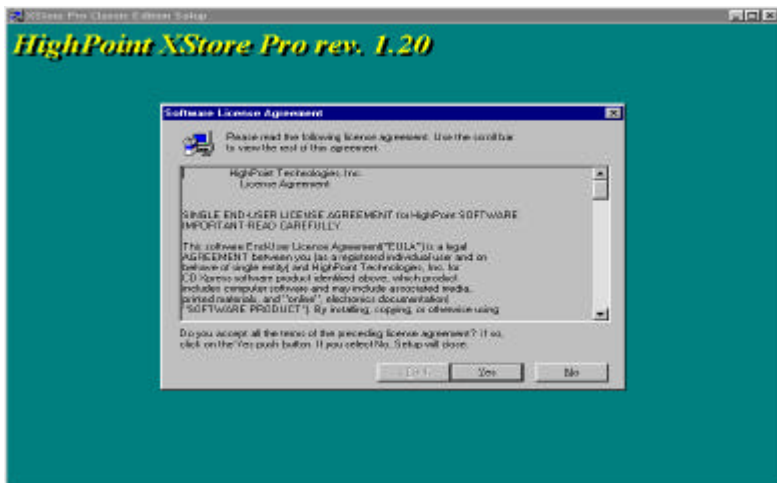 XStore Pro Classic Edition Setup
HighPoint XStore Pro rev. 1.20
Software License Agreement
Please read the following license agreement. Use the scroll bar
to view the rest of this agreement.
HighPoint Technologies, Inc.
License Agreement
SINGLE END-USER LICENSE AGREEMENT for HighPoint SOFTWARE
IMPORTANT-READ CAREFULLY:
This software End-User License Agreement("EULA") is a legal
AGREEMENT between you (as a registered individual user and on
behave of single entity) and HighPoint Technologies, Inc. for
CD Xpress software product identified above, which product
includes computer software and may include associated media,
printed materials, and "online", electronics documentation(
"SOFTWARE PRODUCT"). By installing, copying, or otherwise using
Do you accept all the terms of the preceding license agreement? If so,
click on the Yes push button. If you select No, Setup will close.
Yes
No